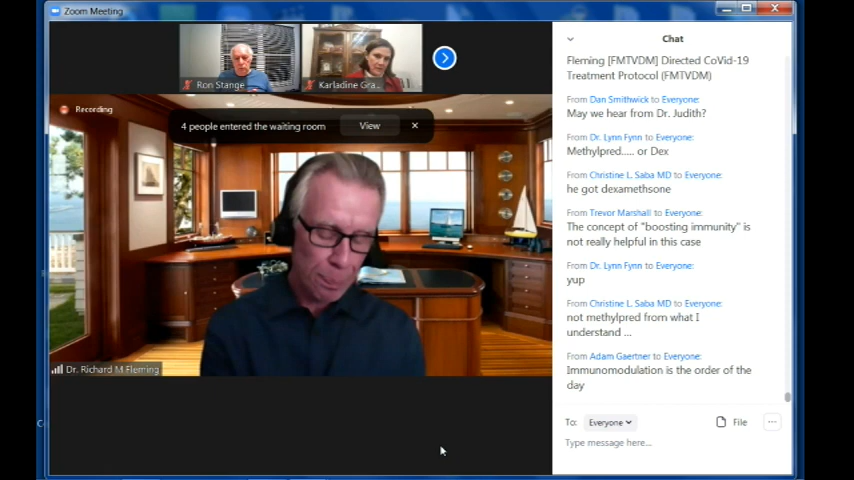 Zoom Meeting
Ron Stange
Karladine Gra...
Recording
4 people entered the waiting room
View
Dr. Richard M Fleming
Chat
Fleming [FMTVDM] Directed CoVid-19
Treatment Protocol (FMTVDM)
From Dan Smithwick to Everyone:
May we hear from Dr. Judith?
From Dr. Lynn Fynn to Everyone:
Methylpred..... or Dex
From Christine L. Saba MD to Everyone:
he got dexamethsone
From Trevor Marshall to Everyone:
The concept of "boosting immunity" is
not really helpful in this case
From Dr. Lynn Fynn to Everyone:
yup
From Christine L. Saba MD to Everyone:
not methylpred from what I
understand ...
From Adam Gaertner to Everyone:
Immunomodulation is the order of the
day
To: Everyone
File
Type message here...